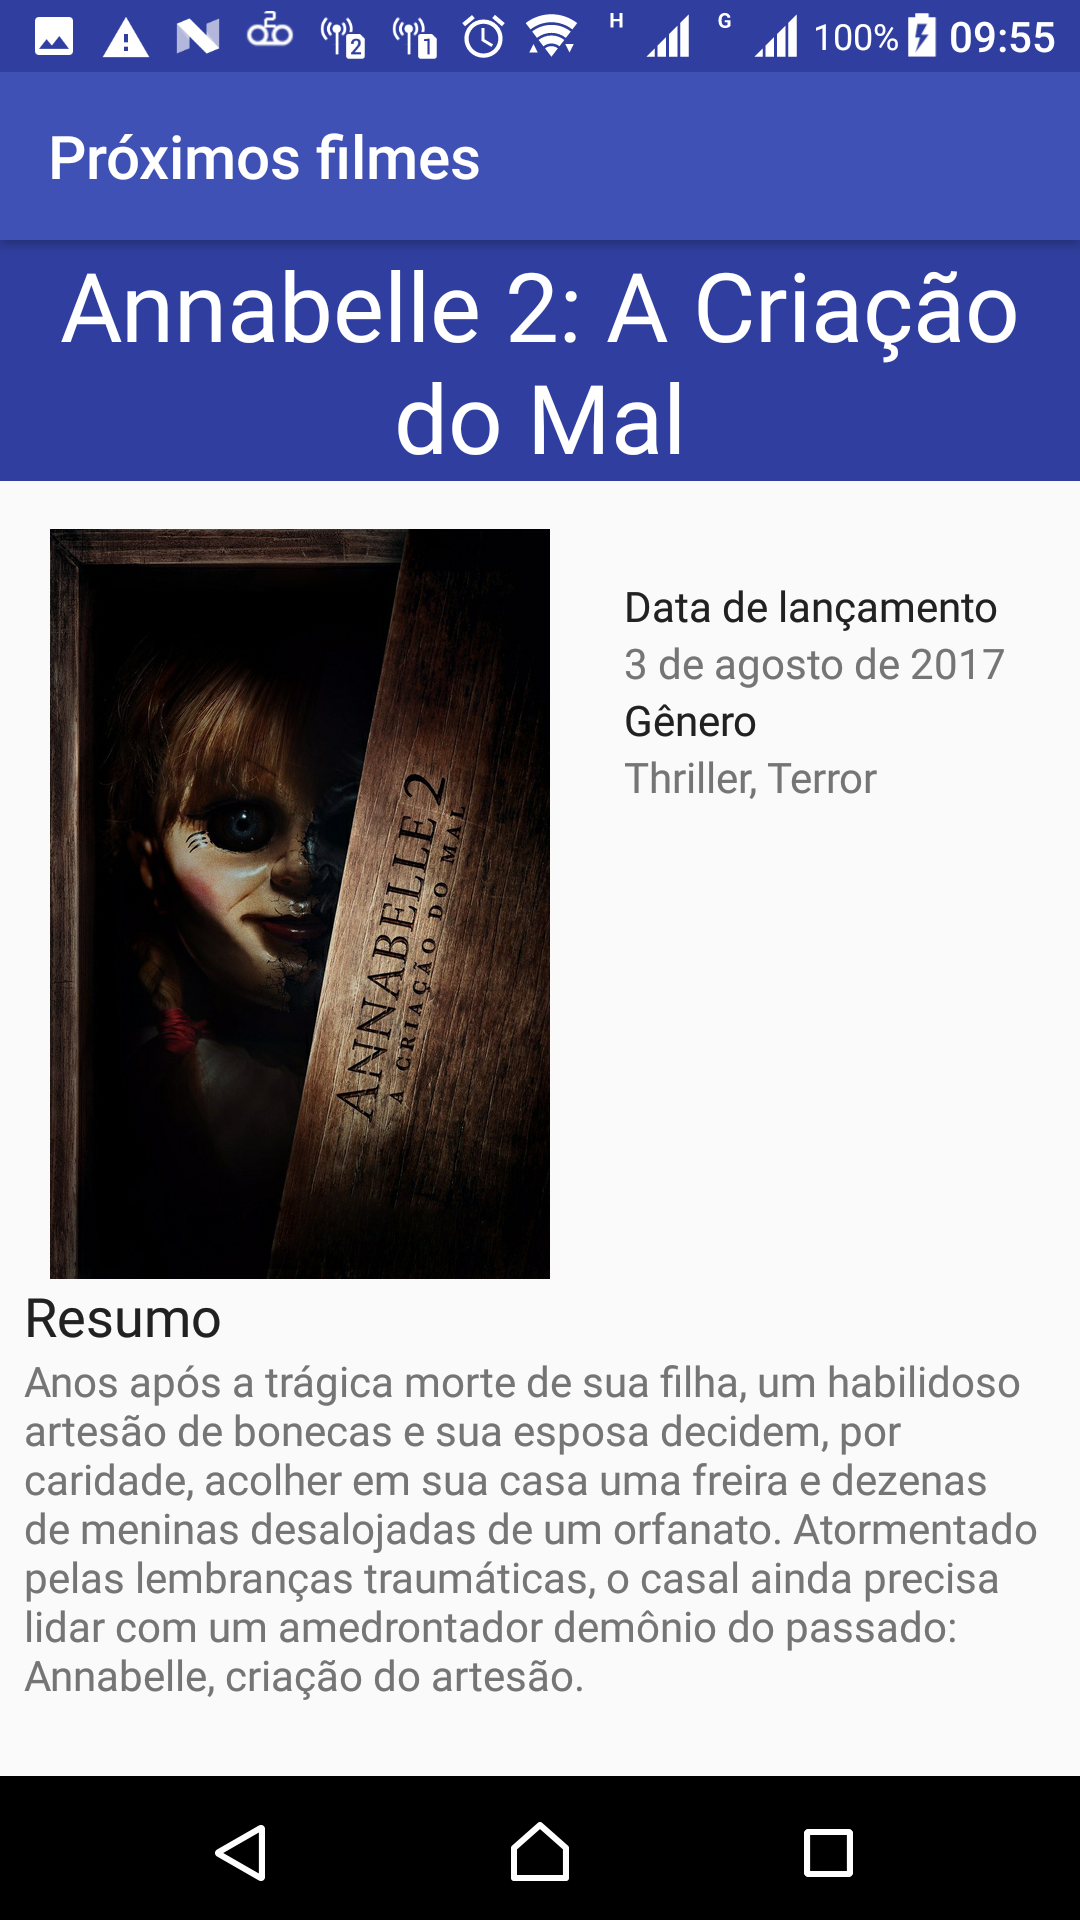 2
1
H
G
100%
09:55
Próximos filmes
Annabelle 2: A Criação
do Mal
ANNABELLE 2
A CRIAÇÃO DO MAL
Data de lançamento
3 de agosto de 2017
Gênero
Thriller, Terror
Resumo
Anos após a trágica morte de sua filha, um habilidoso
artesão de bonecas e sua esposa decidem, por
caridade, acolher em sua casa uma freira e dezenas
de meninas desalojadas de um orfanato. Atormentado
pelas lembranças traumáticas, o casal ainda precisa
lidar com um amedrontador demônio do passado:
Annabelle, criação do artesão.